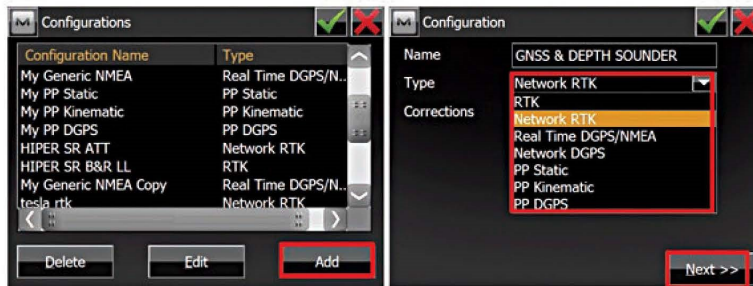 Configurations
Configuration Name Type
My Generic NMEA Real Time DGPS/N..
My PP Static PP Static
My PP Kinematic PP Kinematic
My PP DGPS PP DGPS
HIPER SR ATT Network RTK
HIPER SR B&R LL RTK
My Generic NMEA Copy Real Time DGPS/N..
tesla rtk Network RTK
Delete Edit Add
Configuration
Name GNSS & DEPTH SOUNDER
Type Network RTK
Corrections
RTK
Network RTK
Real Time DGPS/NMEA
Network DGPS
PP Static
PP Kinematic
PP DGPS
Next >>